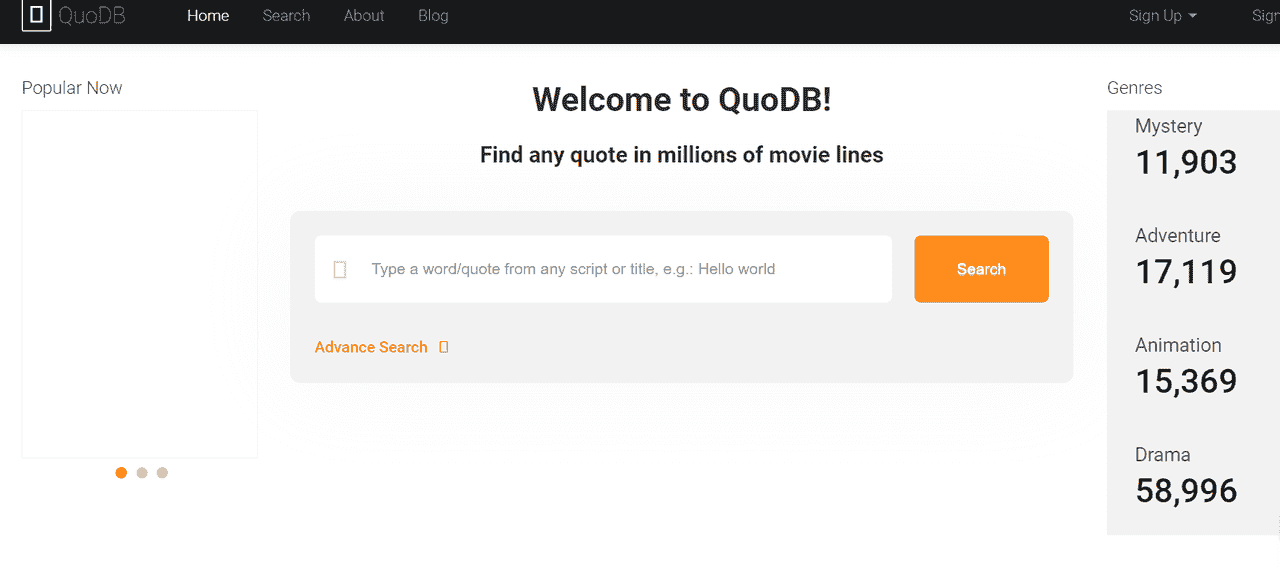 QuoDB Home Search About Blog Sign Up
Popular Now
Welcome to QuoDB!
Find any quote in millions of movie lines
Type a word/quote from any script or title, e.g.: Hello world
Search
Advance Search
Genres
Mystery
11,903
Adventure
17,119
Animation
15,369
Drama
58,996